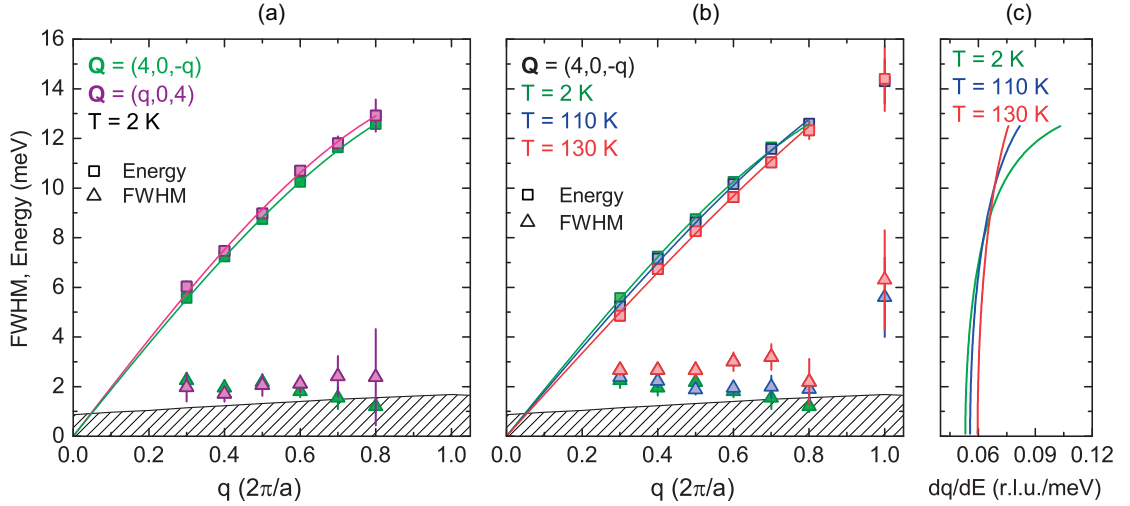 (a)
(b)
(c)
FWHM, Energy (meV)
16
14
12
10
8
6
4
2
0
Q = (4,0,-q)
Q = (q,0,4)
T = 2 K
Energy
FWHM
0.0 0.2 0.4 0.6 0.8 1.0
q (2π/a)
Q = (4,0,-q)
T = 2 K
T = 110 K
T = 130 K
Energy
FWHM
0.0 0.2 0.4 0.6 0.8 1.0
q (2π/a)
T = 2 K
T = 110 K
T = 130 K
0.06 0.09 0.12
dq/dE (r.l.u./meV)